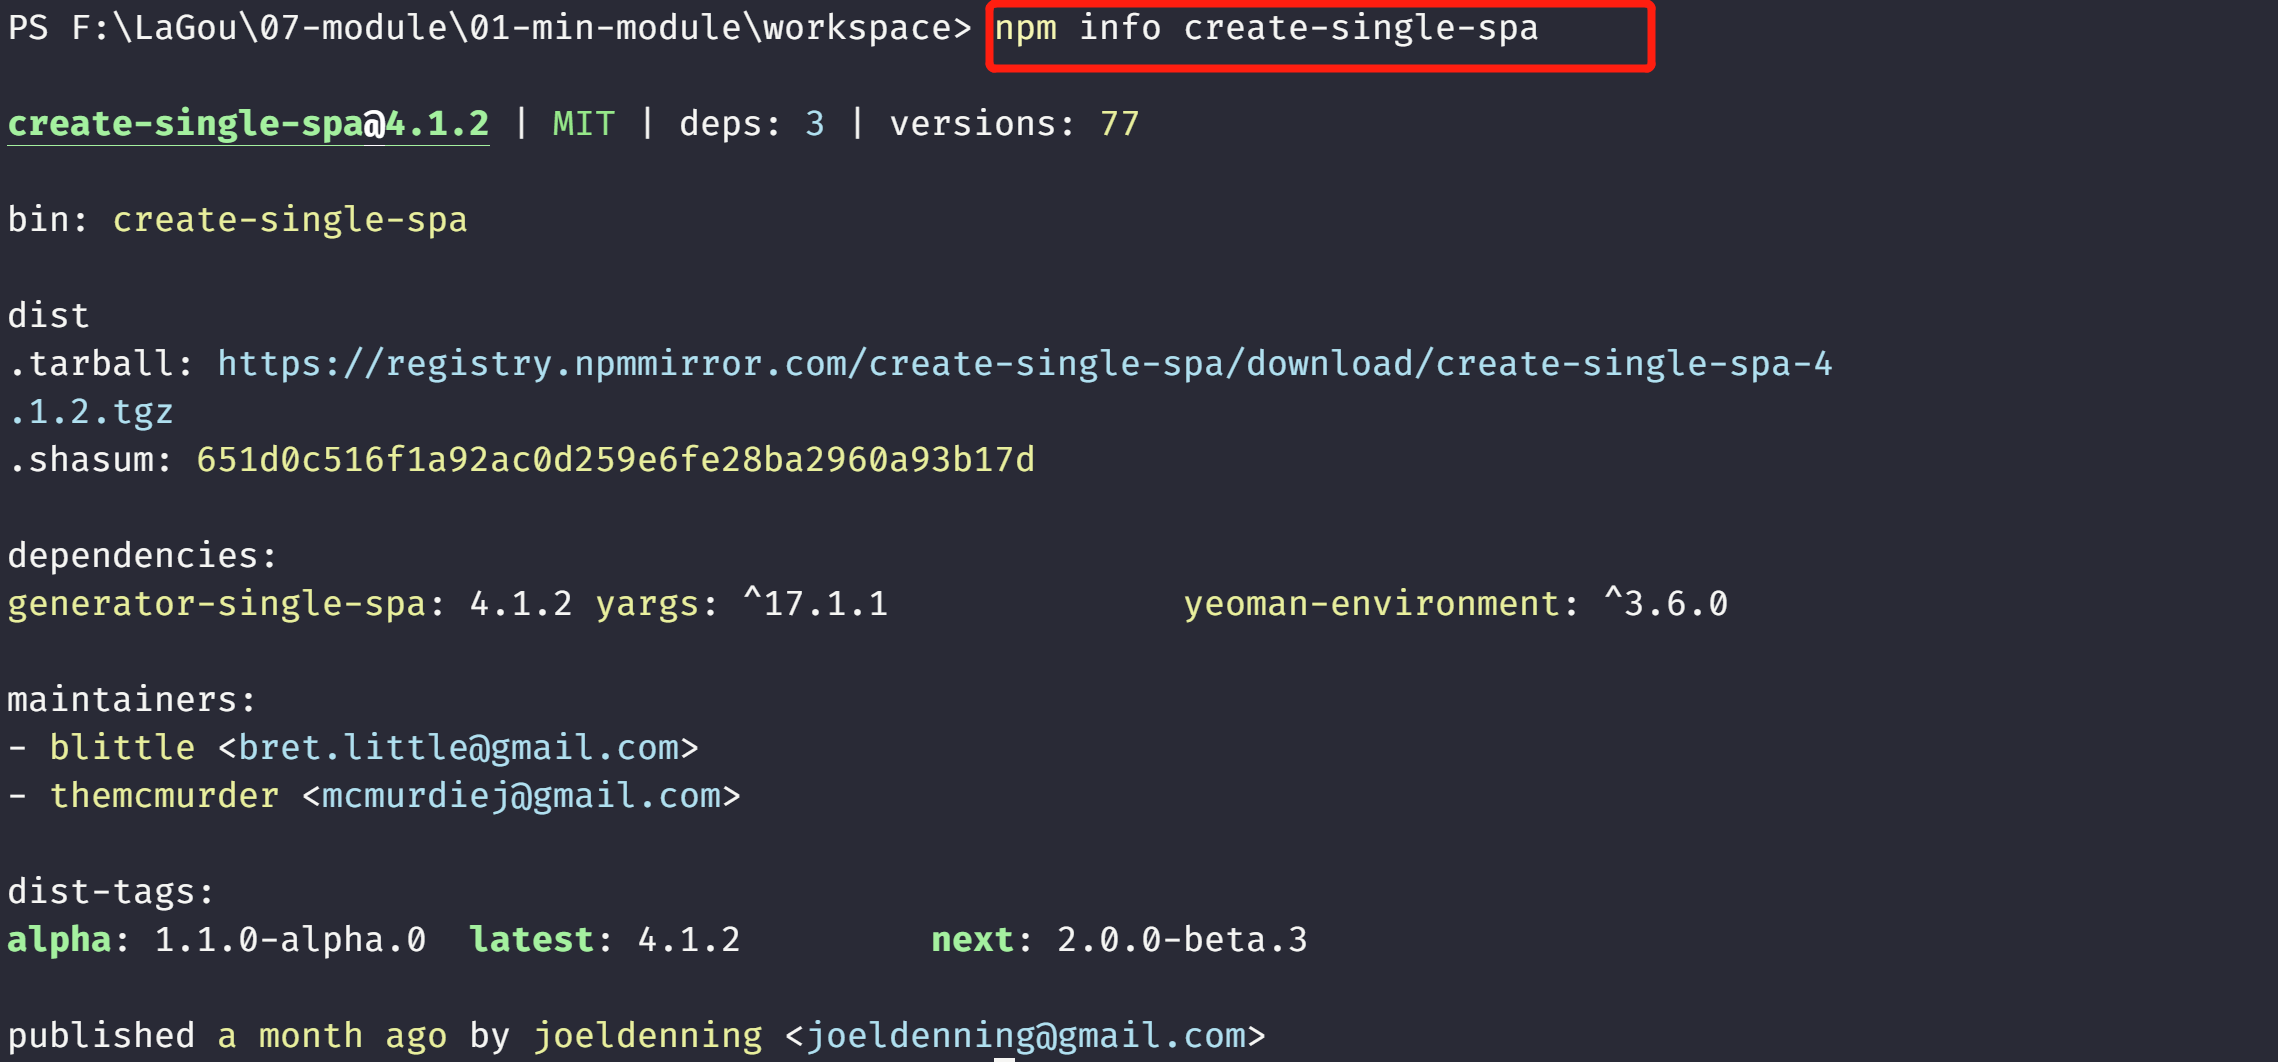 PS F:\LaGou\07-module\01-min-module\workspace> npm info create-single-spa
create-single-spa@4.1.2 | MIT | deps: 3 | versions: 77
bin: create-single-spa
dist
.tarball: https://registry.npmmirror.com/create-single-spa/download/create-single-spa-4
.1.2.tgz
.shasum: 651d0c516f1a92ac0d259e6fe28ba2960a93b17d
dependencies:
generator-single-spa: 4.1.2 yargs: ^17.1.1 yeoman-environment: ^3.6.0
maintainers:
- blittle <bret.little@gmail.com>
- themcmurder <mcmurdiej@gmail.com>
dist-tags:
alpha: 1.1.0-alpha.0 latest: 4.1.2 next: 2.0.0-beta.3
published a month ago by joeldenning <joeldenning@gmail.com>